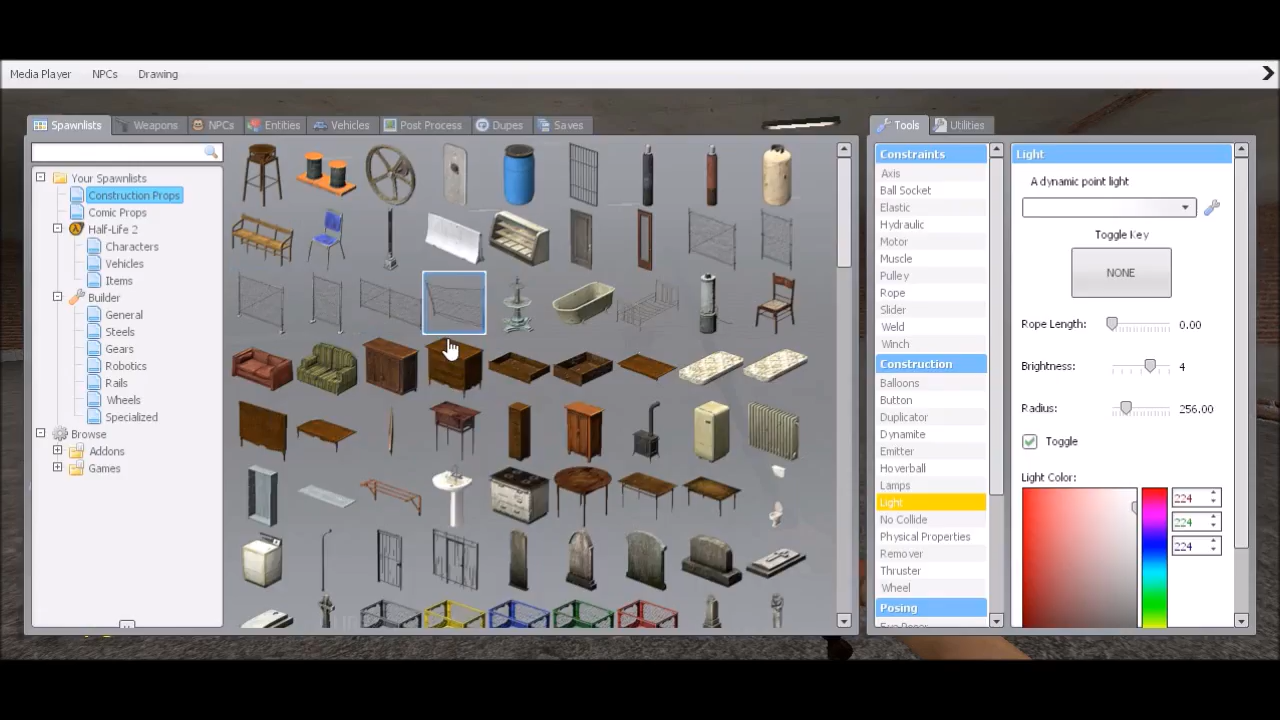 Media Player NPCs Drawing
Spawnlists Weapons NPCs Entities Vehicles Post Process Dupes Saves
Your Spawnlists
Construction Props
Comic Props
Half-Life 2
Characters
Vehicles
Items
Builder
General
Steels
Gears
Robotics
Rails
Wheels
Specialized
Browse
Addons
Games
Tools Utilities
Constraints
Axis
Ball Socket
Elastic
Hydraulic
Motor
Muscle
Pulley
Rope
Slider
Weld
Winch
Construction
Balloons
Button
Duplicator
Dynamite
Emitter
Hoverball
Lamps
Light
No Collide
Physical Properties
Remover
Thruster
Wheel
Posing
Light
A dynamic point light
Toggle Key
NONE
Rope Length: 0.00
Brightness: 4
Radius: 256.00
Toggle
Light Color:
224
224
224